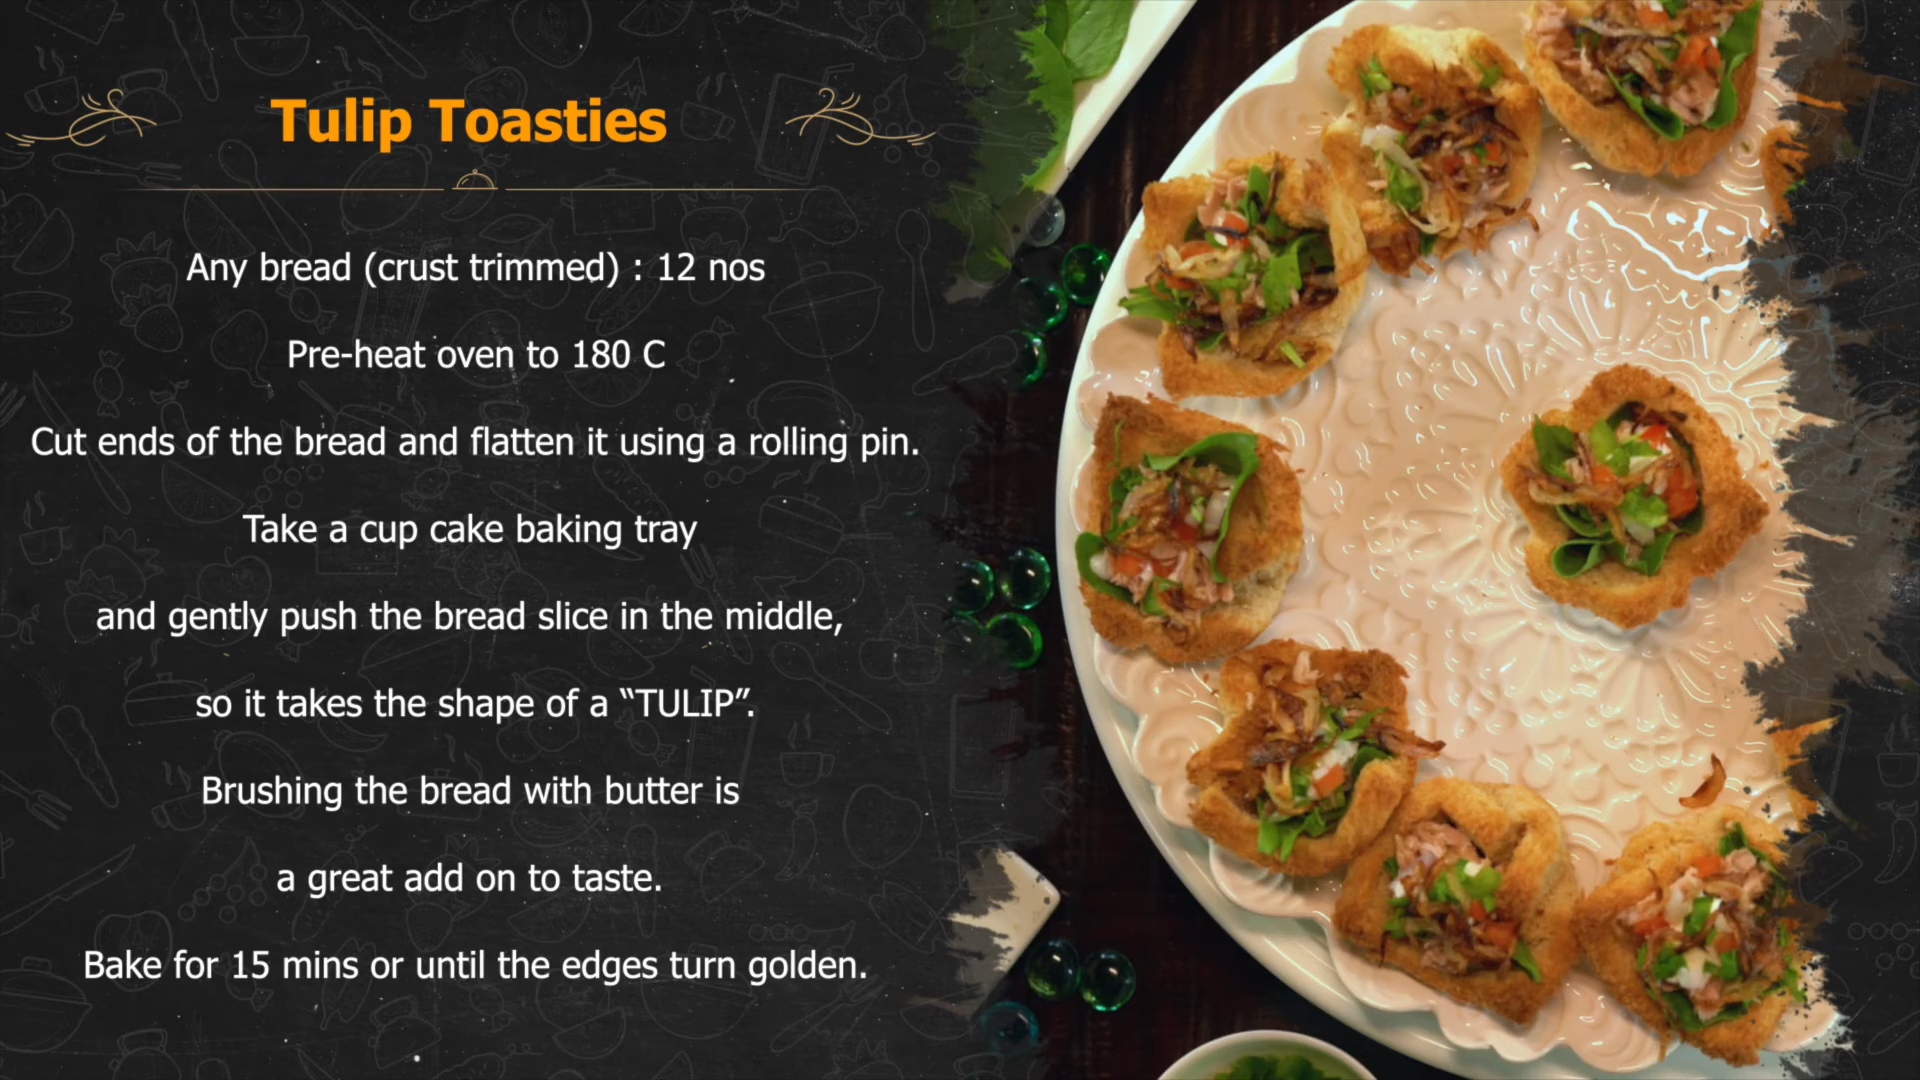 Tulip Toasties
Any bread (crust trimmed) : 12 nos
Pre-heat oven to 180 C
Cut ends of the bread and flatten it using a rolling pin.
Take a cup cake baking tray
and gently push the bread slice in the middle,
so it takes the shape of a “TULIP”.
Brushing the bread with butter is
a great add on to taste.
Bake for 15 mins or until the edges turn golden.